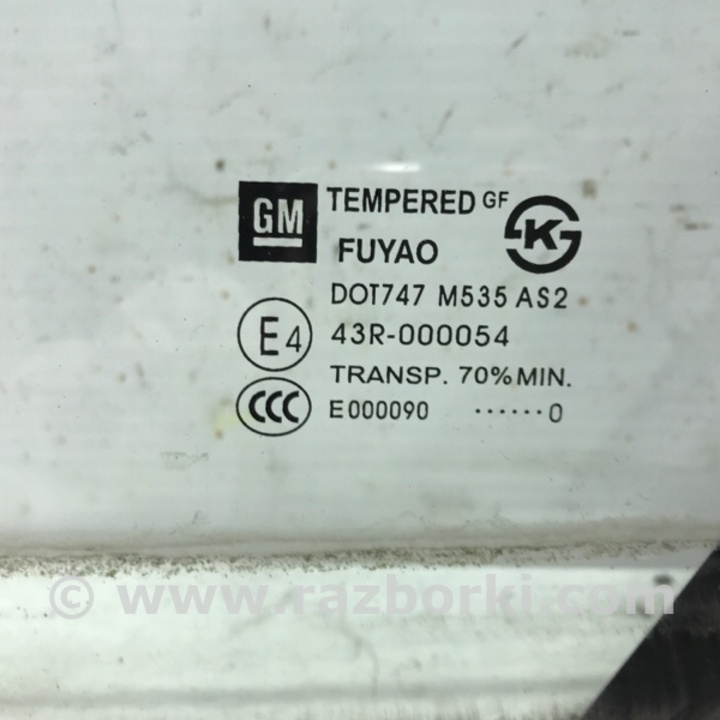 GM TEMPERED GF K
FUYAO
DOT747 M535 AS2
E4 43R-000054
TRANSP. 70% MIN.
CCC E000090 ······0
© www.razborki.com